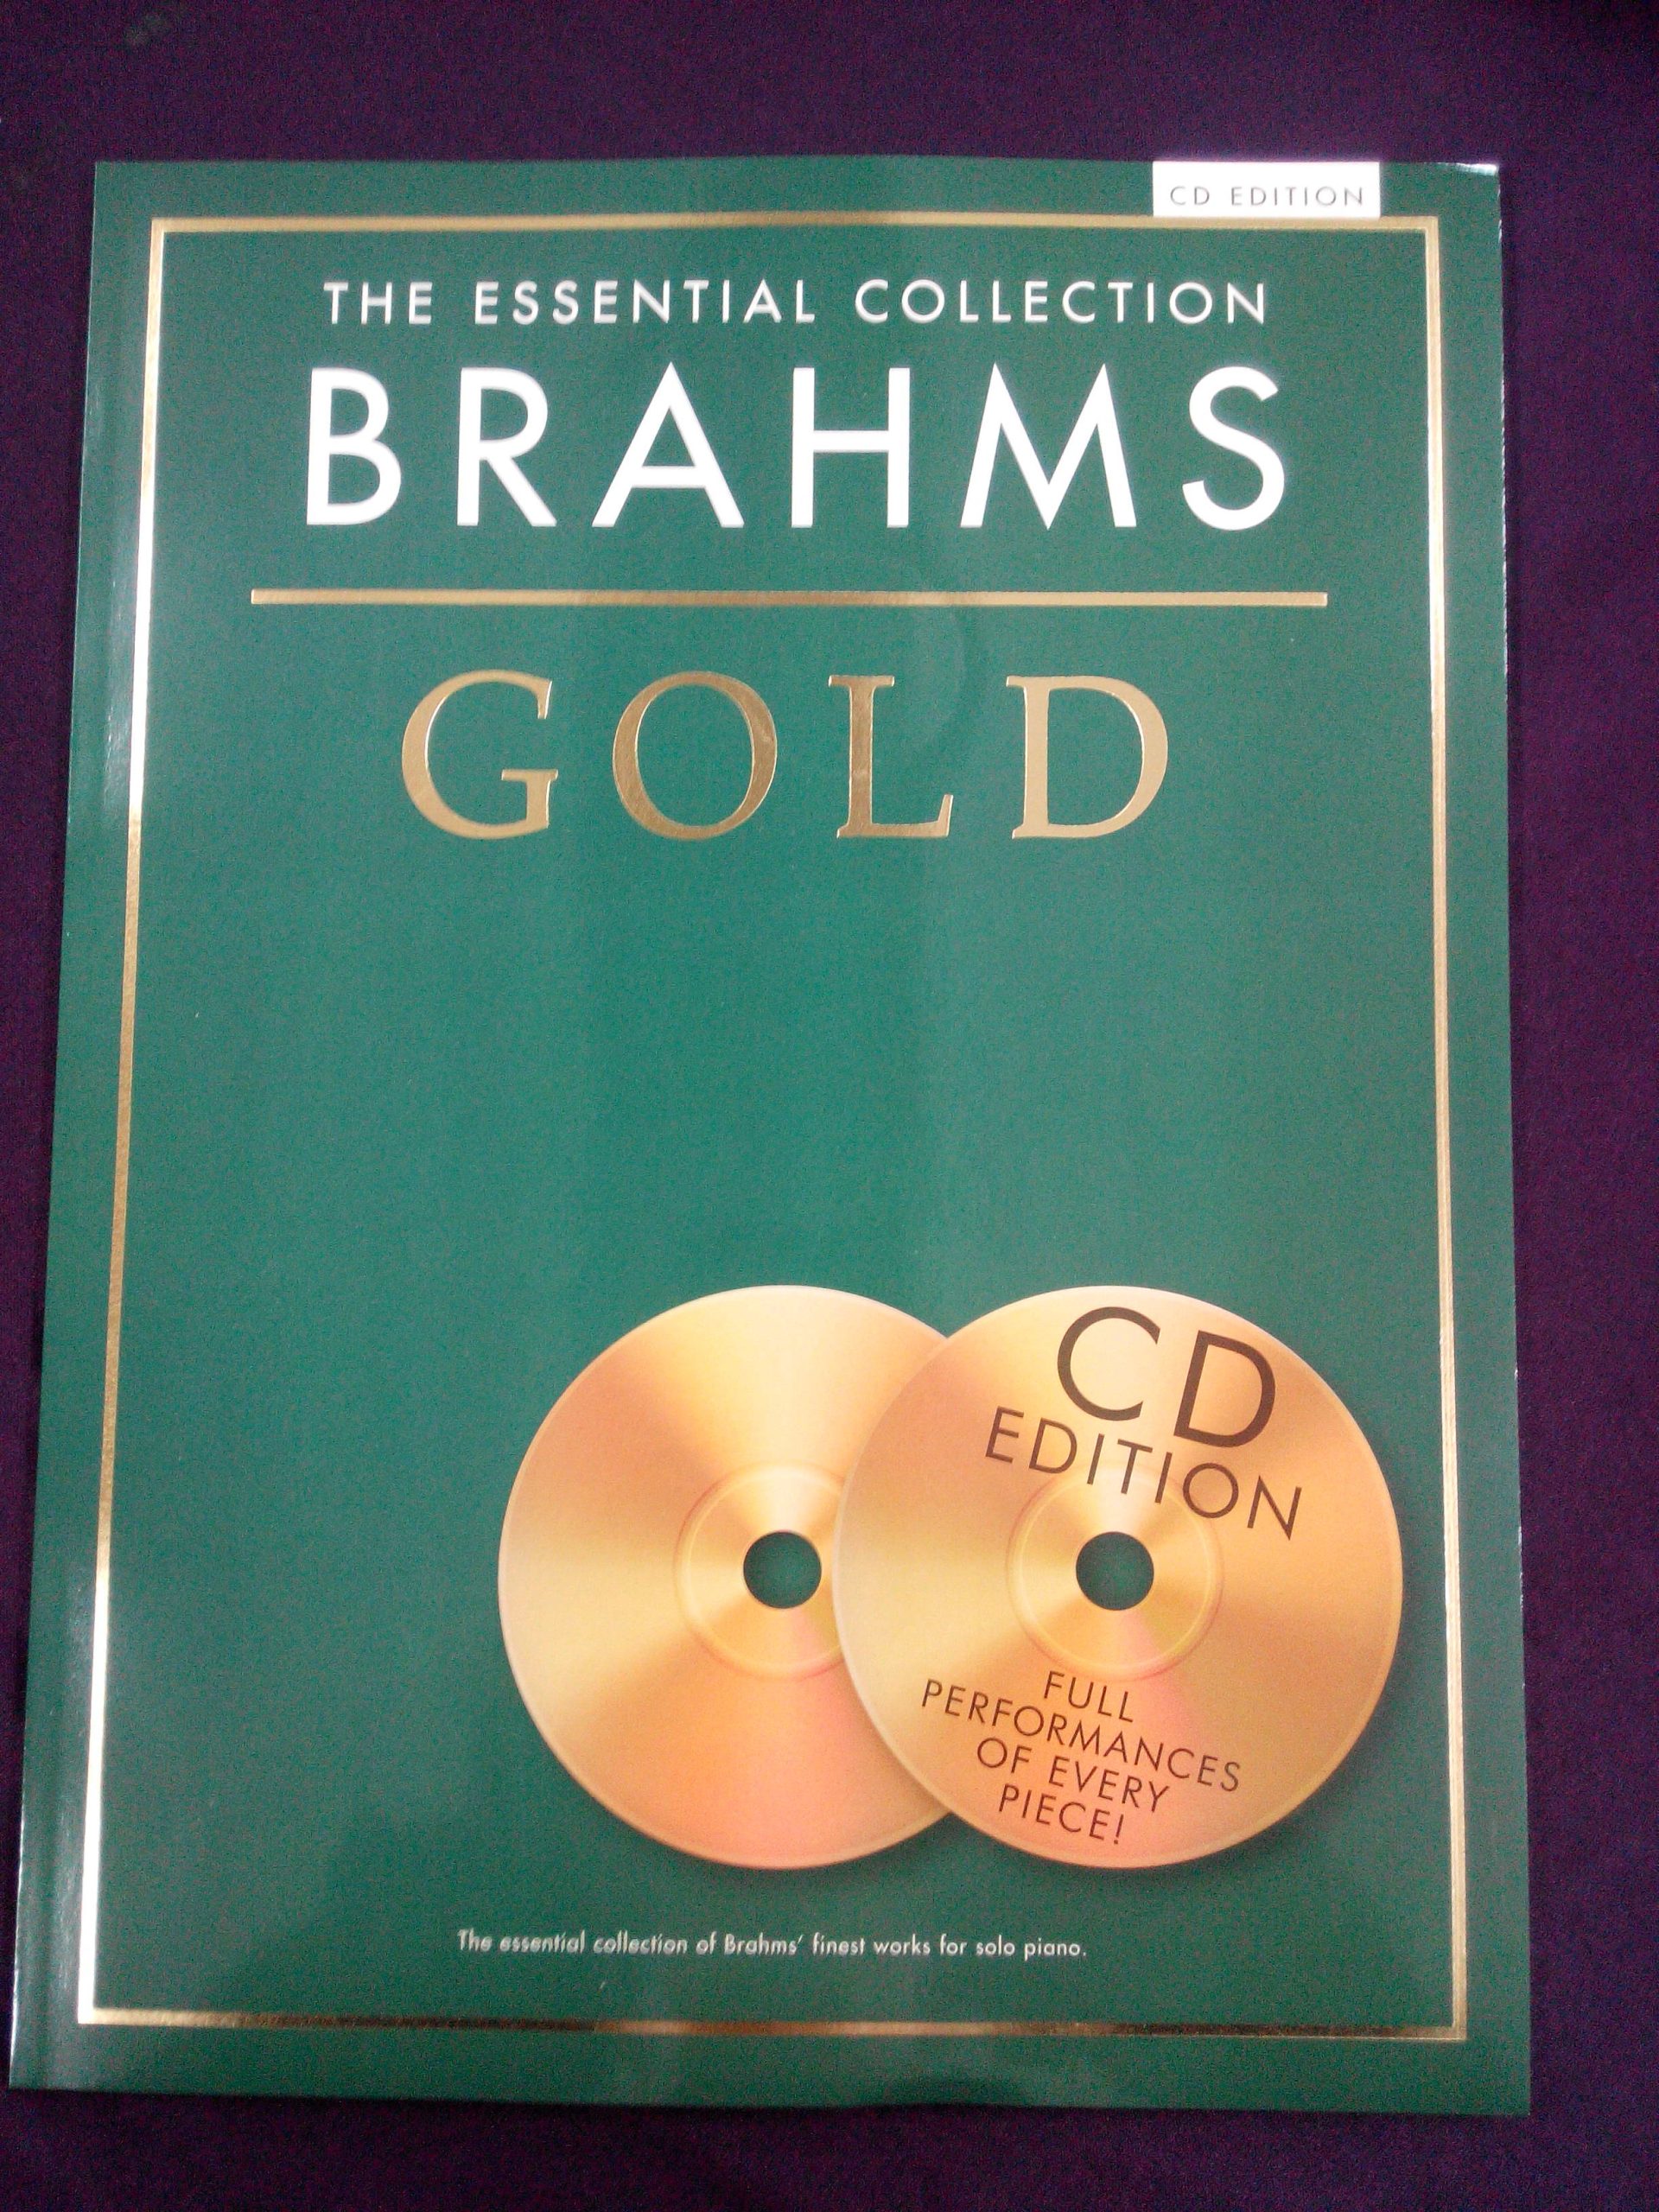 CD EDITION
THE ESSENTIAL COLLECTION
BRAHMS
GOLD
CD
EDITION
FULL
PERFORMANCES
OF EVERY
PIECE!
The essential collection of Brahms' finest works for solo piano.